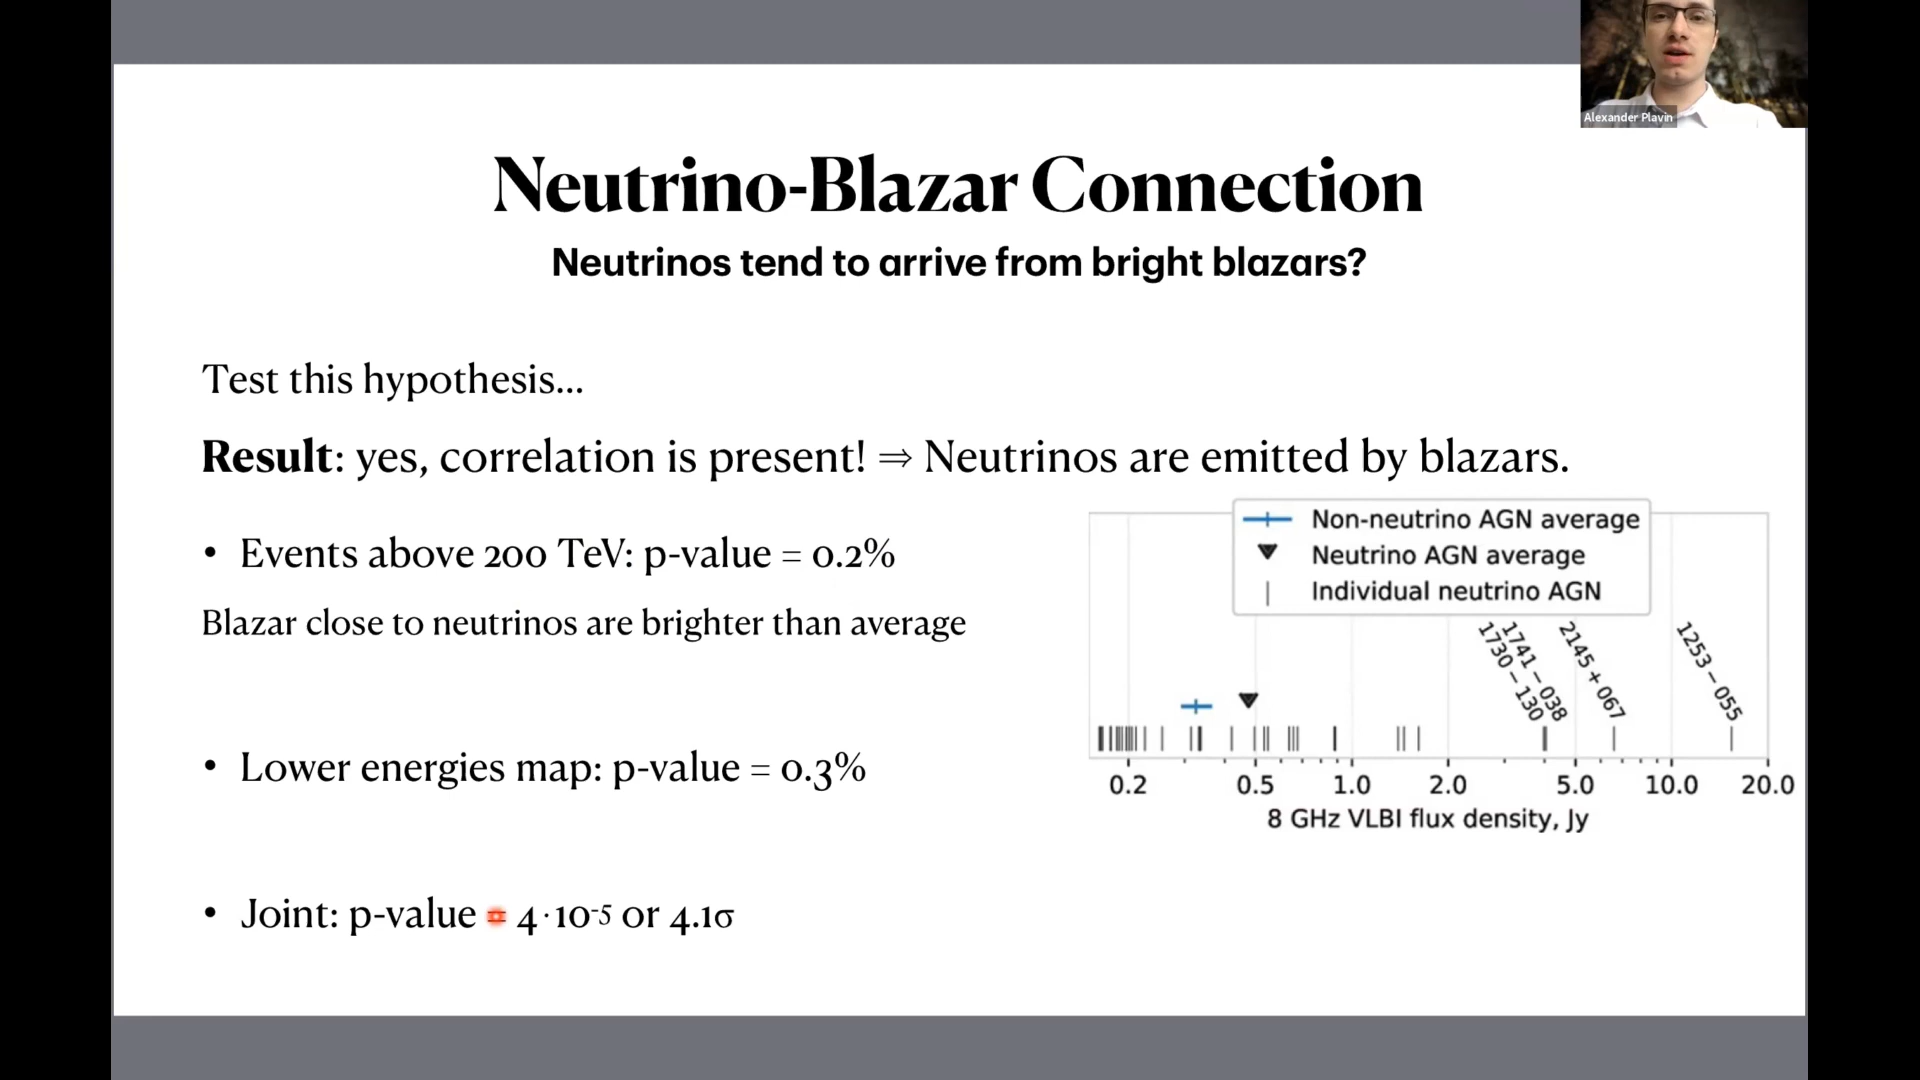 Alexander Plavin
Neutrino-Blazar Connection
Neutrinos tend to arrive from bright blazars?
Test this hypothesis...
Result: yes, correlation is present! ⇒ Neutrinos are emitted by blazars.
• Events above 200 TeV: p-value = 0.2%
Blazar close to neutrinos are brighter than average
• Lower energies map: p-value = 0.3%
• Joint: p-value = 4·10⁻⁵ or 4.1σ
Non-neutrino AGN average
Neutrino AGN average
Individual neutrino AGN
1730−130
1741−038
2145+067
1253−055
0.2 0.5 1.0 2.0 5.0 10.0 20.0
8 GHz VLBI flux density, Jy